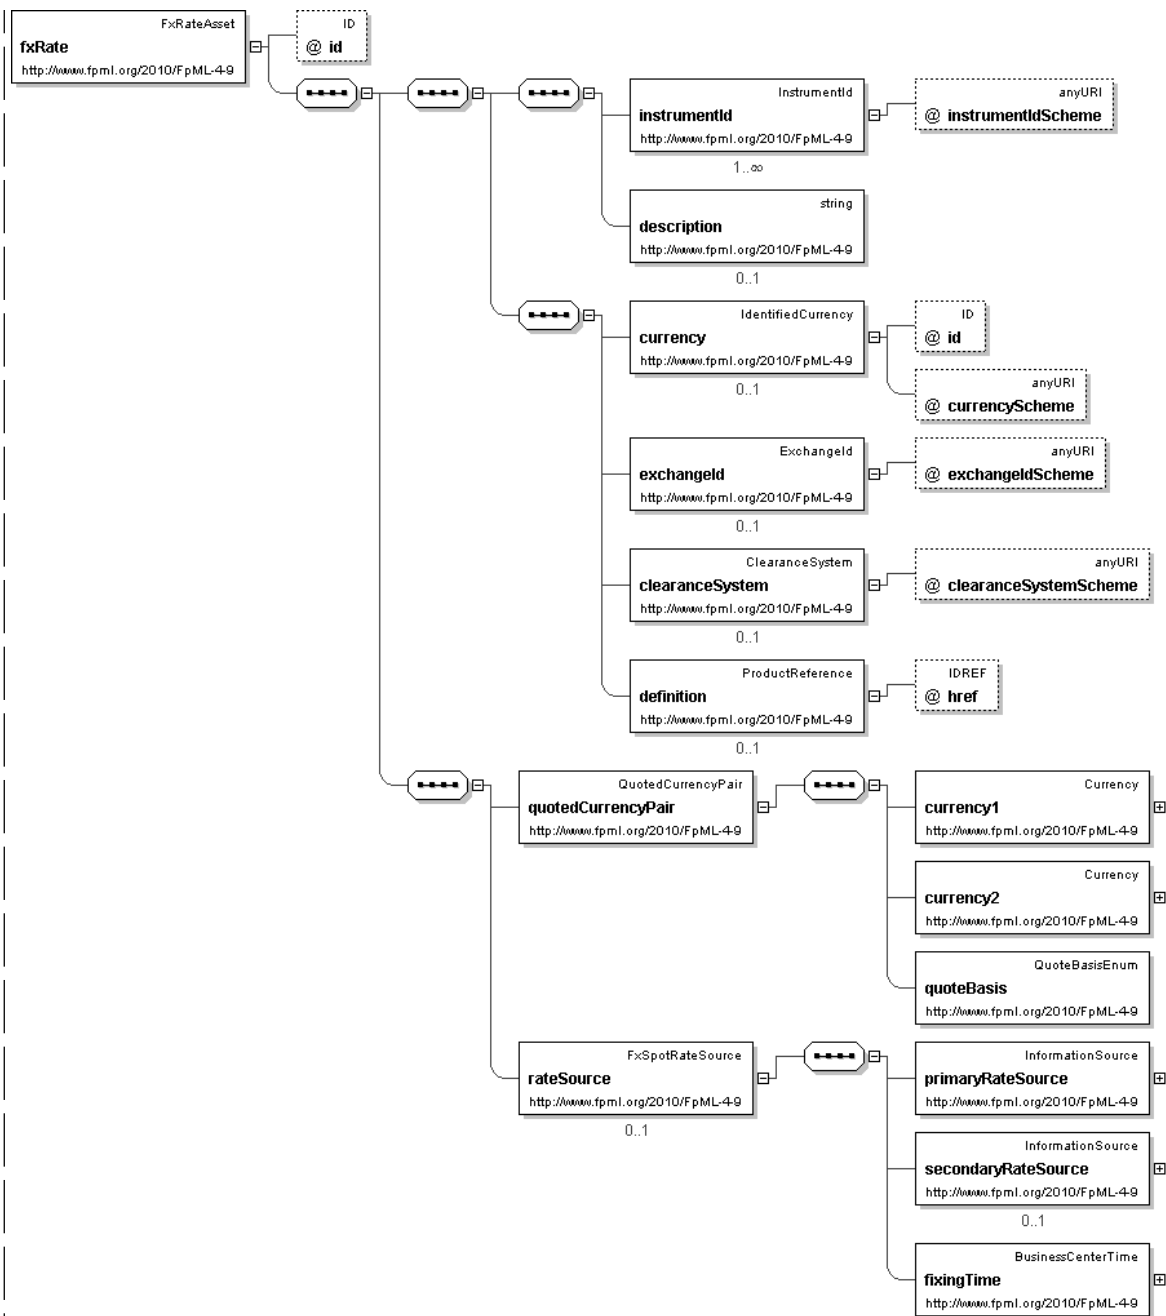 FxRateAsset
fxRate
http://www.fpml.org/2010/FpML-4-9
ID
@ id
InstrumentId
instrumentId
http://www.fpml.org/2010/FpML-4-9
1..∞
anyURI
@ instrumentIdScheme
string
description
http://www.fpml.org/2010/FpML-4-9
0..1
IdentifiedCurrency
currency
http://www.fpml.org/2010/FpML-4-9
0..1
ID
@ id
anyURI
@ currencyScheme
ExchangeId
exchangeId
http://www.fpml.org/2010/FpML-4-9
0..1
anyURI
@ exchangeIdScheme
ClearanceSystem
clearanceSystem
http://www.fpml.org/2010/FpML-4-9
0..1
anyURI
@ clearanceSystemScheme
ProductReference
definition
http://www.fpml.org/2010/FpML-4-9
0..1
IDREF
@ href
QuotedCurrencyPair
quotedCurrencyPair
http://www.fpml.org/2010/FpML-4-9
Currency
currency1
http://www.fpml.org/2010/FpML-4-9
Currency
currency2
http://www.fpml.org/2010/FpML-4-9
QuoteBasisEnum
quoteBasis
http://www.fpml.org/2010/FpML-4-9
FxSpotRateSource
rateSource
http://www.fpml.org/2010/FpML-4-9
0..1
InformationSource
primaryRateSource
http://www.fpml.org/2010/FpML-4-9
InformationSource
secondaryRateSource
http://www.fpml.org/2010/FpML-4-9
0..1
BusinessCenterTime
fixingTime
http://www.fpml.org/2010/FpML-4-9